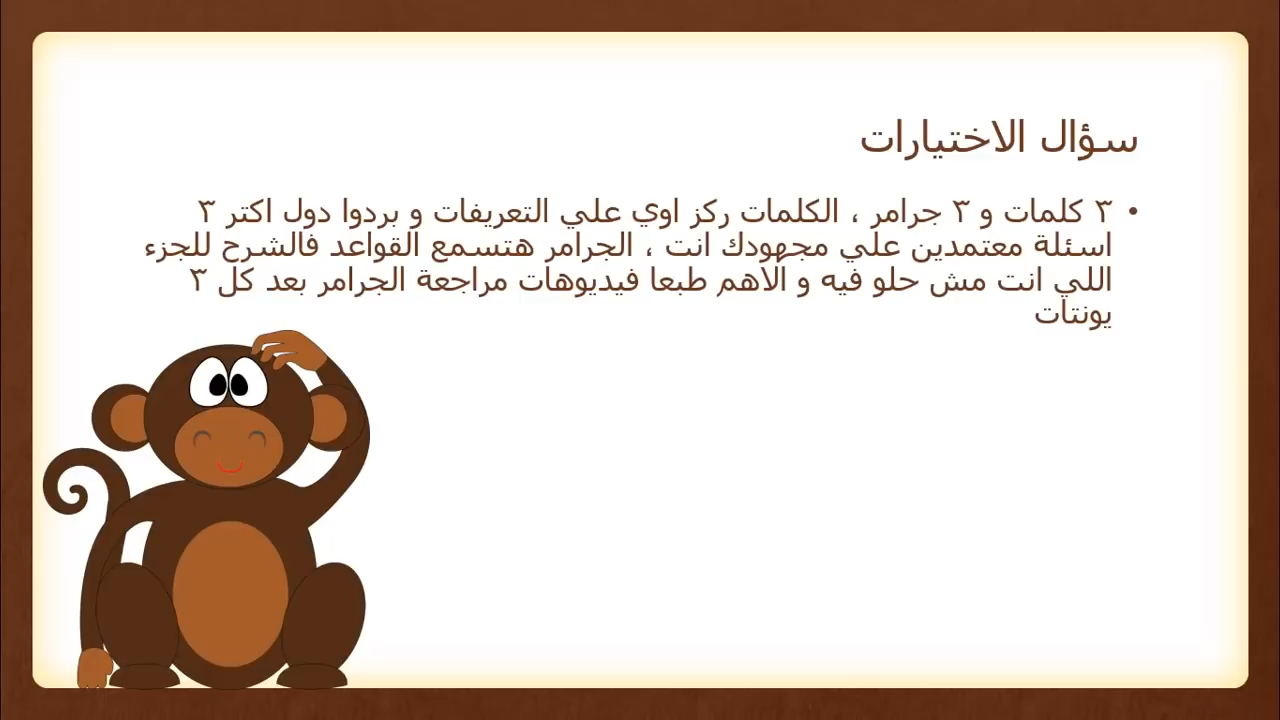 سؤال الاختيارات
• ٣ كلمات و ٣ جرامر ، الكلمات ركز اوي علي التعريفات و بردوا دول اكتر ٣
اسئلة معتمدين علي مجهودك انت ، الجرامر هتسمع القواعد فالشرح للجزء
اللي انت مش حلو فيه و الاهم طبعا فيديوهات مراجعة الجرامر بعد كل ٣
يونتات